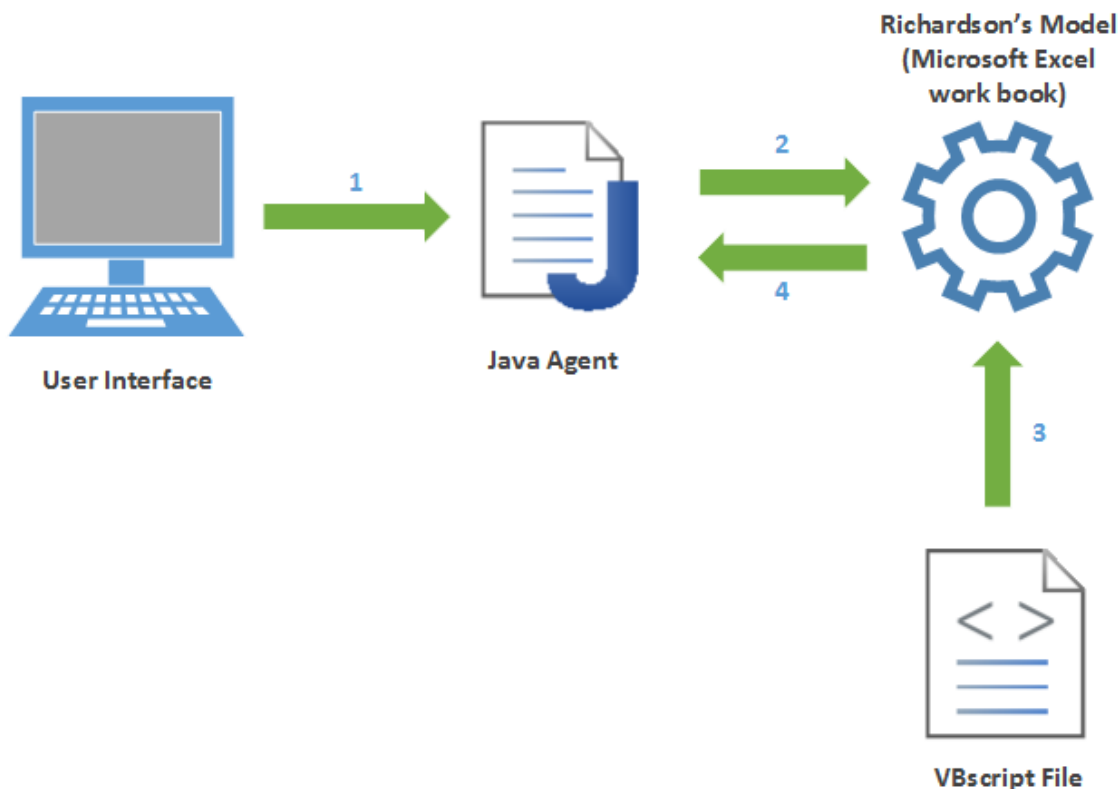 Richardson's Model
(Microsoft Excel
work book)
1
2
4
User Interface
Java Agent
3
< >
VBscript File